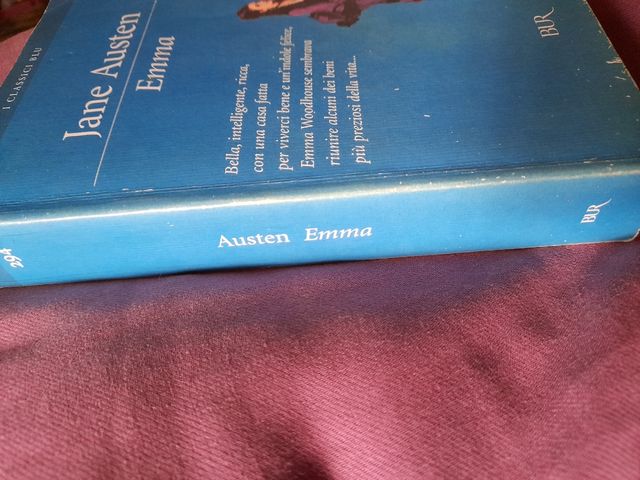 I CLASSICI BLU
Jane Austen
Emma
Bella, intelligente, ricca,
con una casa fatta
per viverci bene e un'indole felice,
Emma Woodhouse sembrava
riunire alcuni dei beni
più preziosi della vita...
BUR
294
Austen Emma
BUR